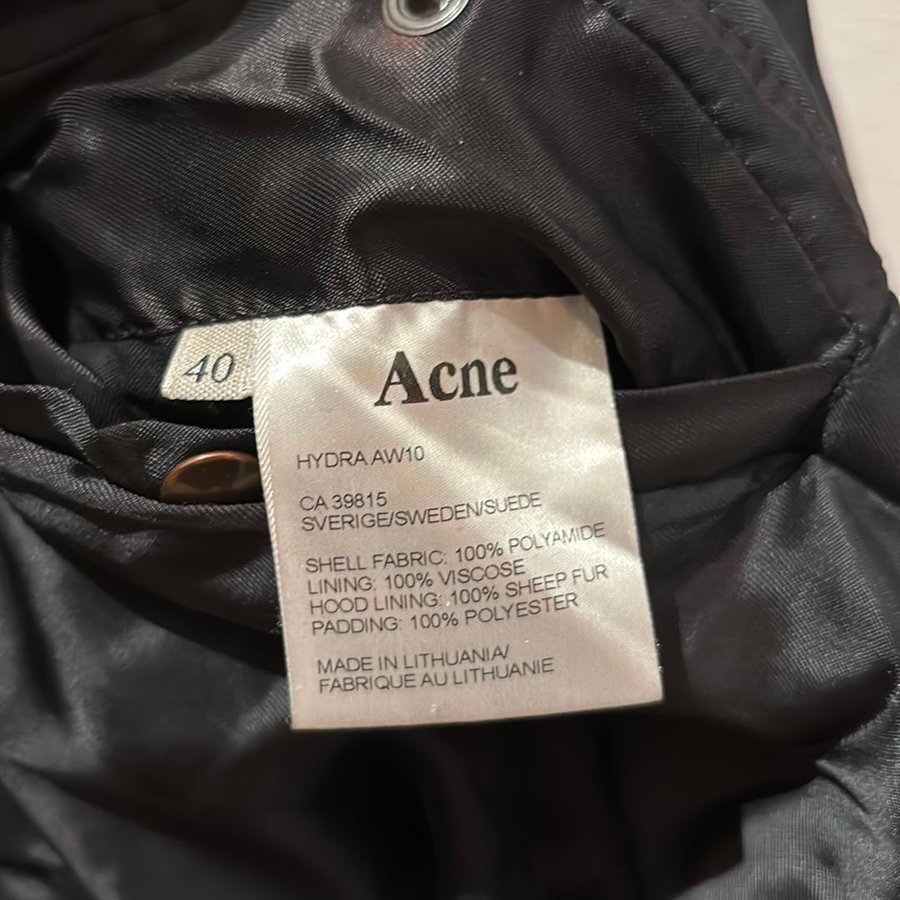 40
Acne
HYDRA AW10
CA 39815
SVERIGE/SWEDEN/SUEDE
SHELL FABRIC: 100% POLYAMIDE
LINING: 100% VISCOSE
HOOD LINING: 100% SHEEP FUR
PADDING: 100% POLYESTER
MADE IN LITHUANIA/
FABRIQUE AU LITHUANIE